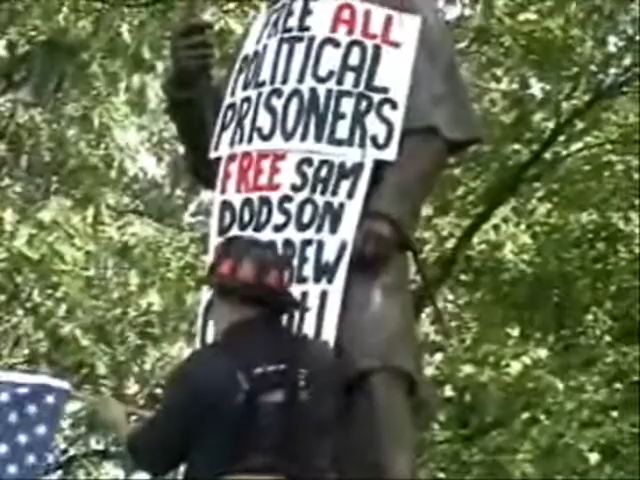 FREE ALL
POLITICAL
PRISONERS
FREE SAM
DODSON